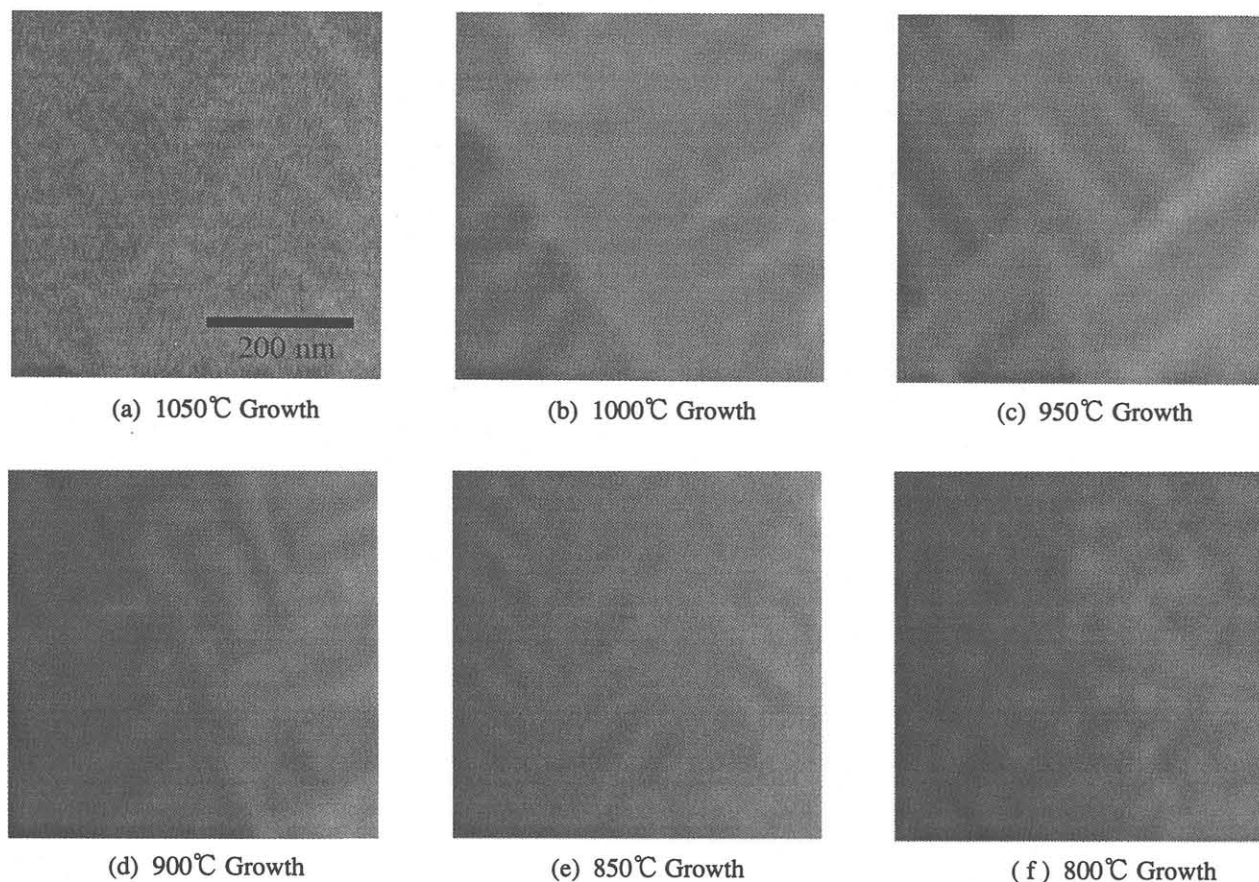 200 nm
(a) 1050℃ Growth
(b) 1000℃ Growth
(c) 950℃ Growth
(d) 900℃ Growth
(e) 850℃ Growth
( f ) 800℃ Growth